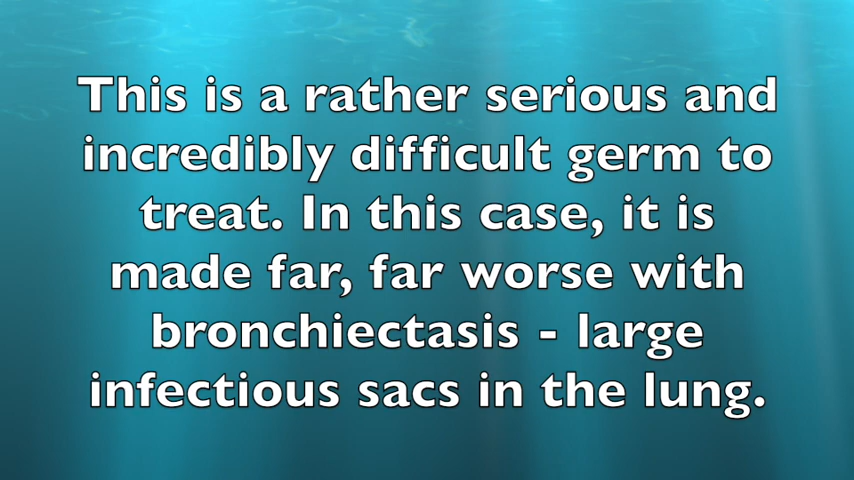 This is a rather serious and
incredibly difficult germ to
treat. In this case, it is
made far, far worse with
bronchiectasis - large
infectious sacs in the lung.